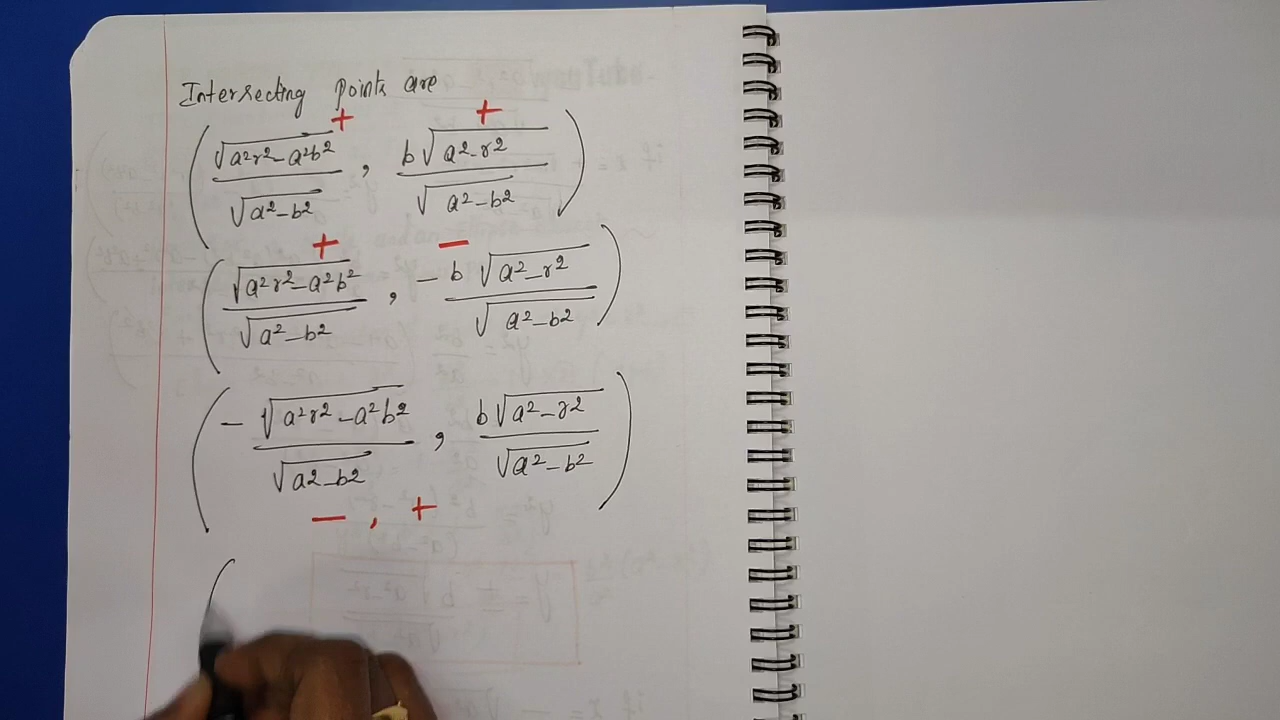 Intersecting points are
(√(a²r²-a²b²)/√(a²-b²) + , b√(a²-r²)/√(a²-b²) +)
(√(a²r²-a²b²)/√(a²-b²) + , -b√(a²-r²)/√(a²-b²) −)
(-√(a²r²-a²b²)/√(a²-b²) , b√(a²-r²)/√(a²-b²))
− , +
(